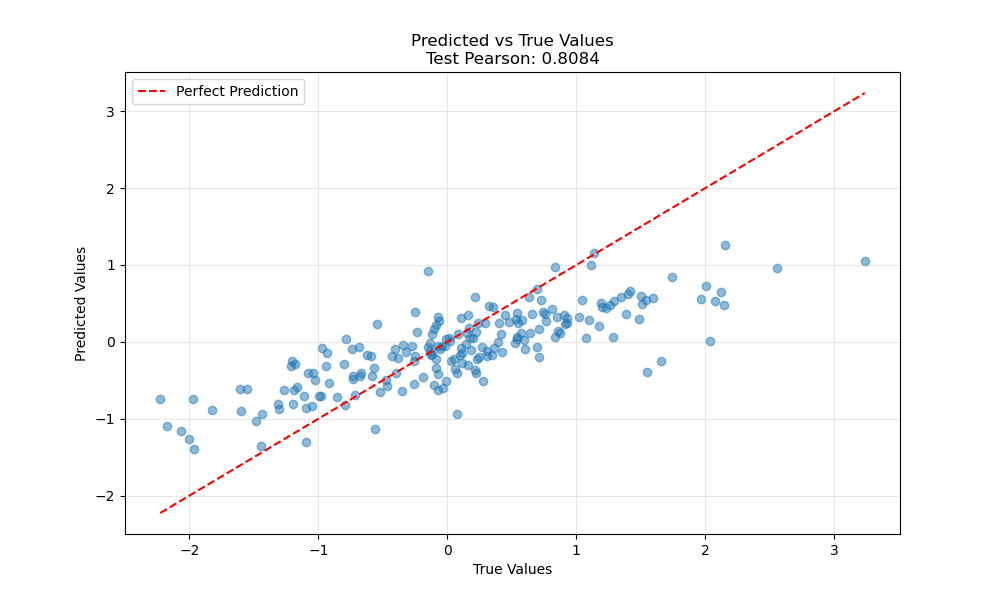 Predicted vs True Values
Test Pearson: 0.8084
Perfect Prediction
Predicted Values
3
2
1
0
−1
−2
−2
−1
0
1
2
3
True Values